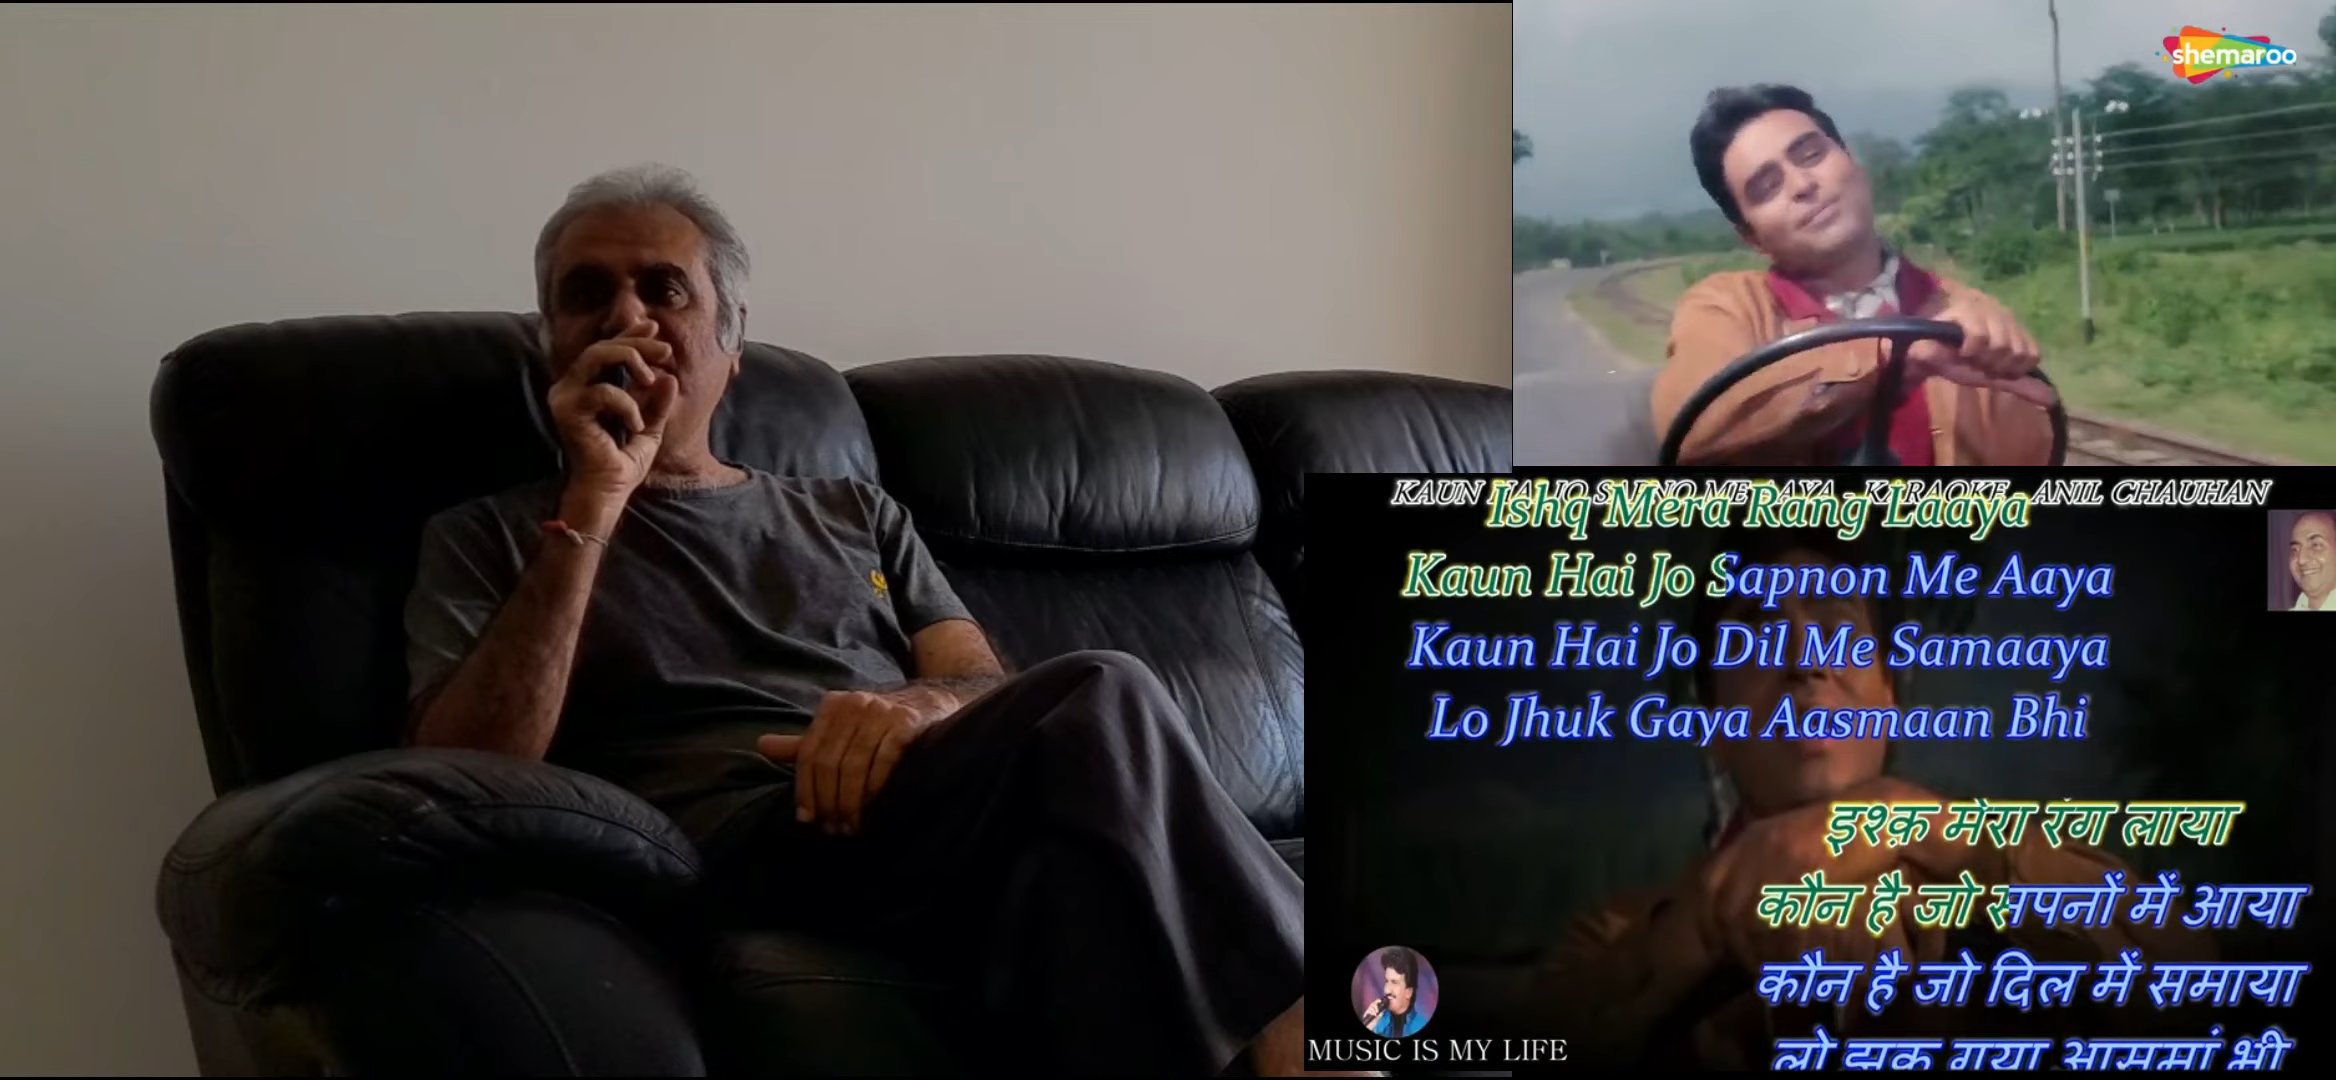 shemaroo
KAUN HAI JO SAPNO ME AAYA - KARAOKE - ANIL CHAUHAN
Ishq Mera Rang Laaya
Kaun Hai Jo Sapnon Me Aaya
Kaun Hai Jo Dil Me Samaaya
Lo Jhuk Gaya Aasmaan Bhi
इश्क़ मेरा रंग लाया
कौन है जो सपनों में आया
कौन है जो दिल में समाया
लो झुक गया आसमां भी
MUSIC IS MY LIFE